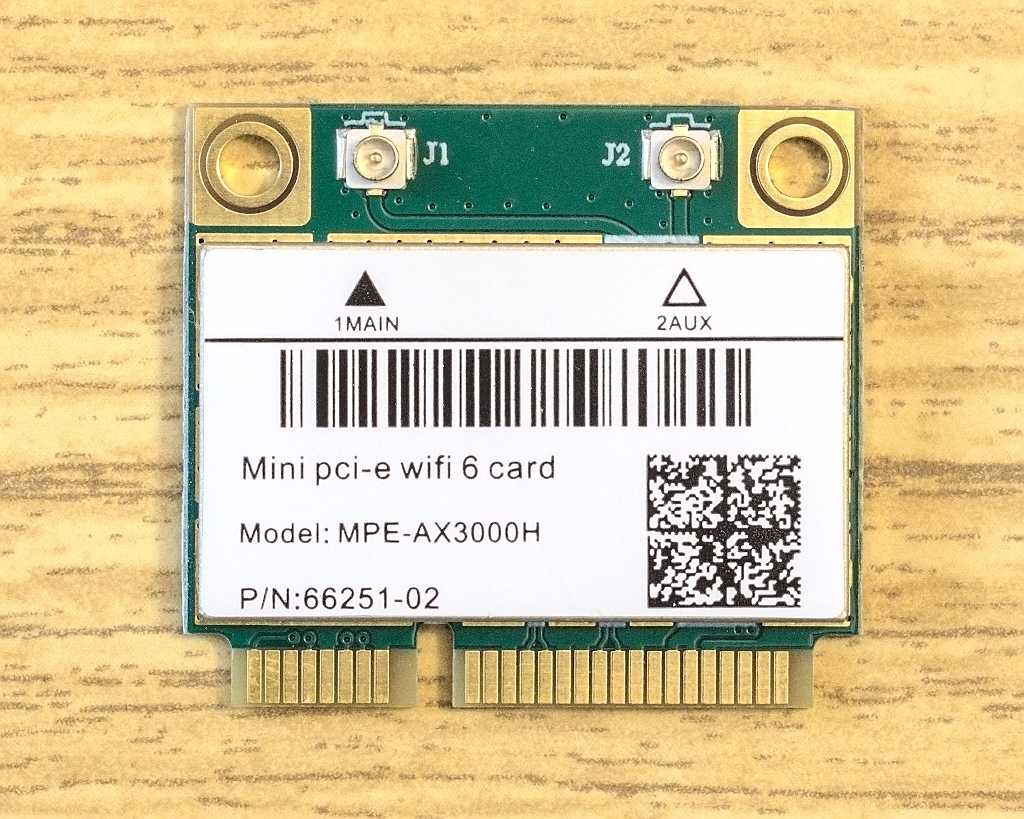 J1 J2
1MAIN 2AUX
Mini pci-e wifi 6 card
Model: MPE-AX3000H
P/N:66251-02